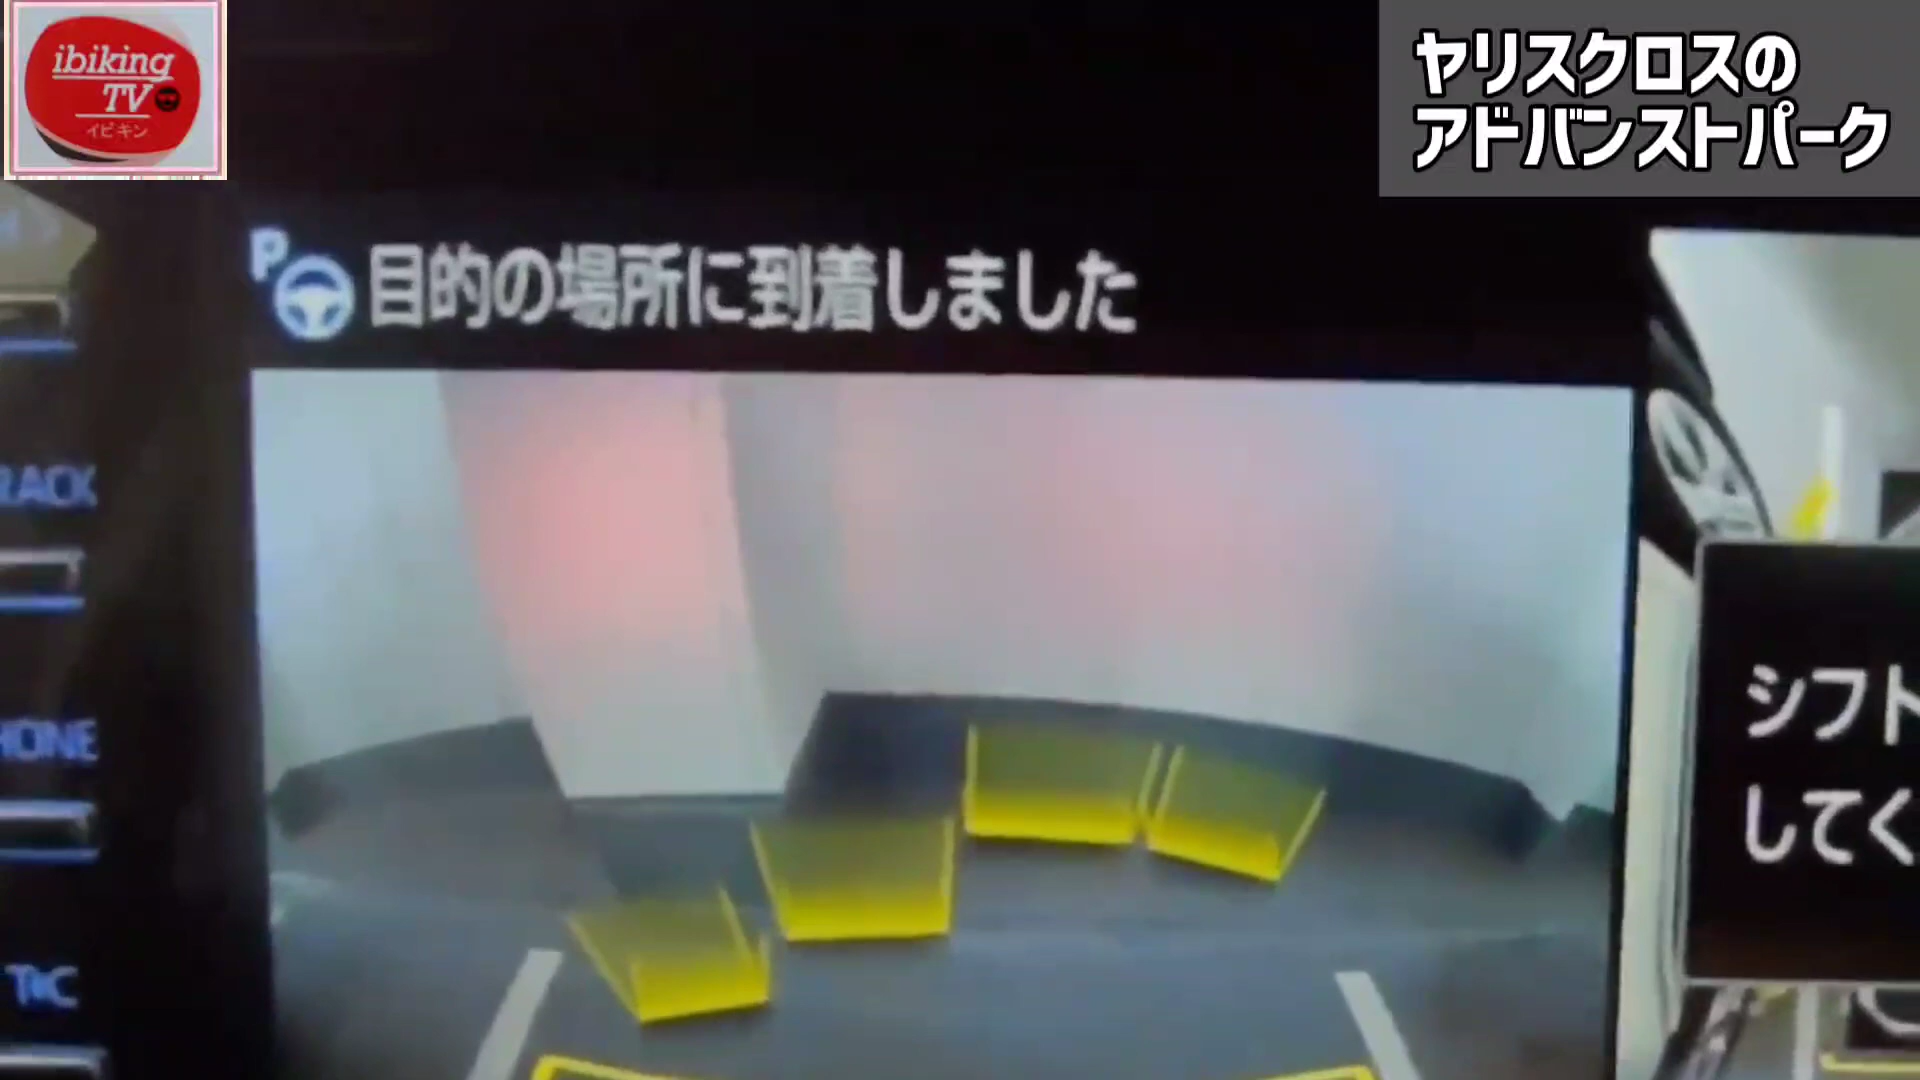 ibiking
TV
イビキン
ヤリスクロスの
アドバンストパーク
P
目的の場所に到着しました
RACK
HONE
シフト
してく